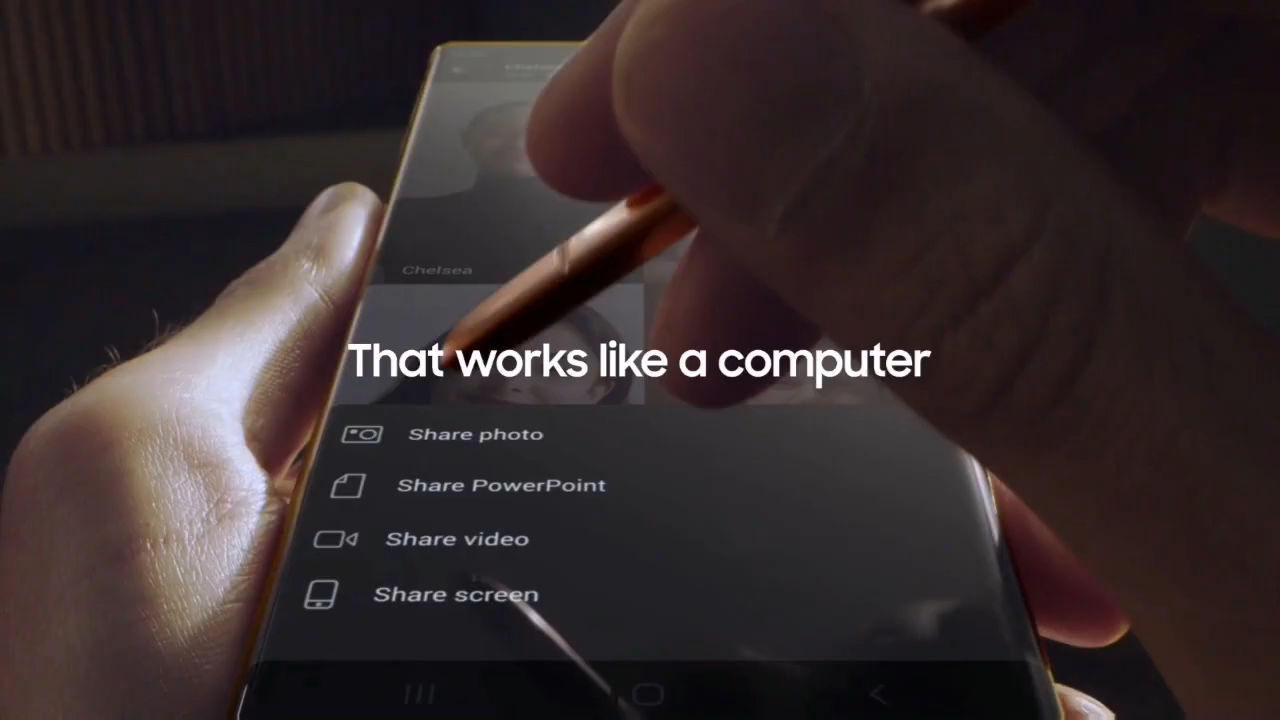 Chelsea
That works like a computer
Share photo
Share PowerPoint
Share video
Share screen